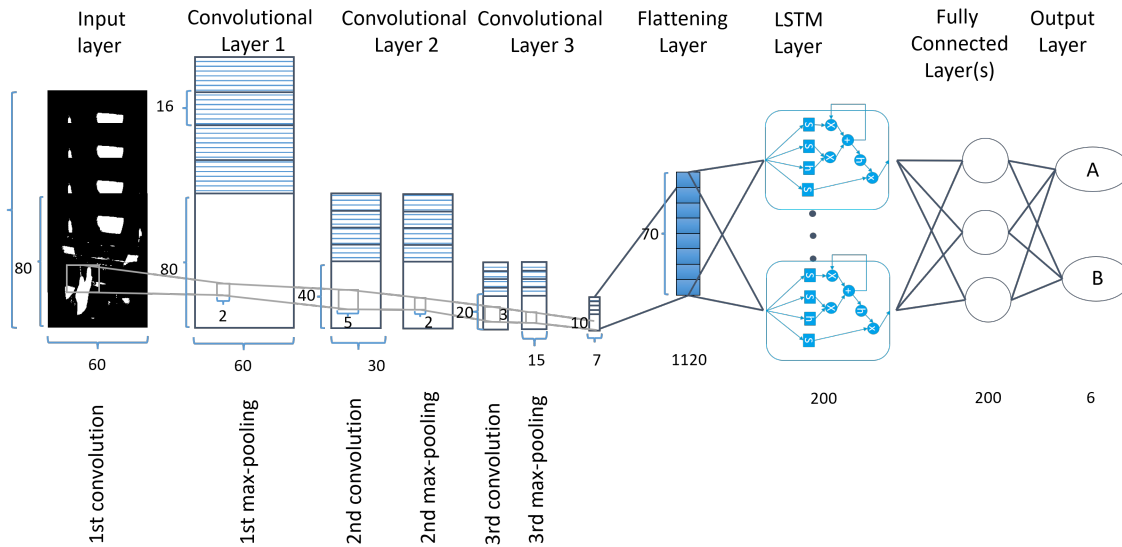 Input
layer
Convolutional
Layer 1
Convolutional
Layer 2
Convolutional
Layer 3
Flattening
Layer
LSTM
Layer
Fully
Connected
Layer(s)
Output
Layer
16
80
80
2
40
5
2
20
3
10
70
S
S
h
S
X
X
+
h
x
S
S
h
S
X
X
+
h
x
A
B
60
60
30
15
7
1120
200
200
6
1st convolution
1st max-pooling
2nd convolution
2nd max-pooling
3rd convolution
3rd max-pooling